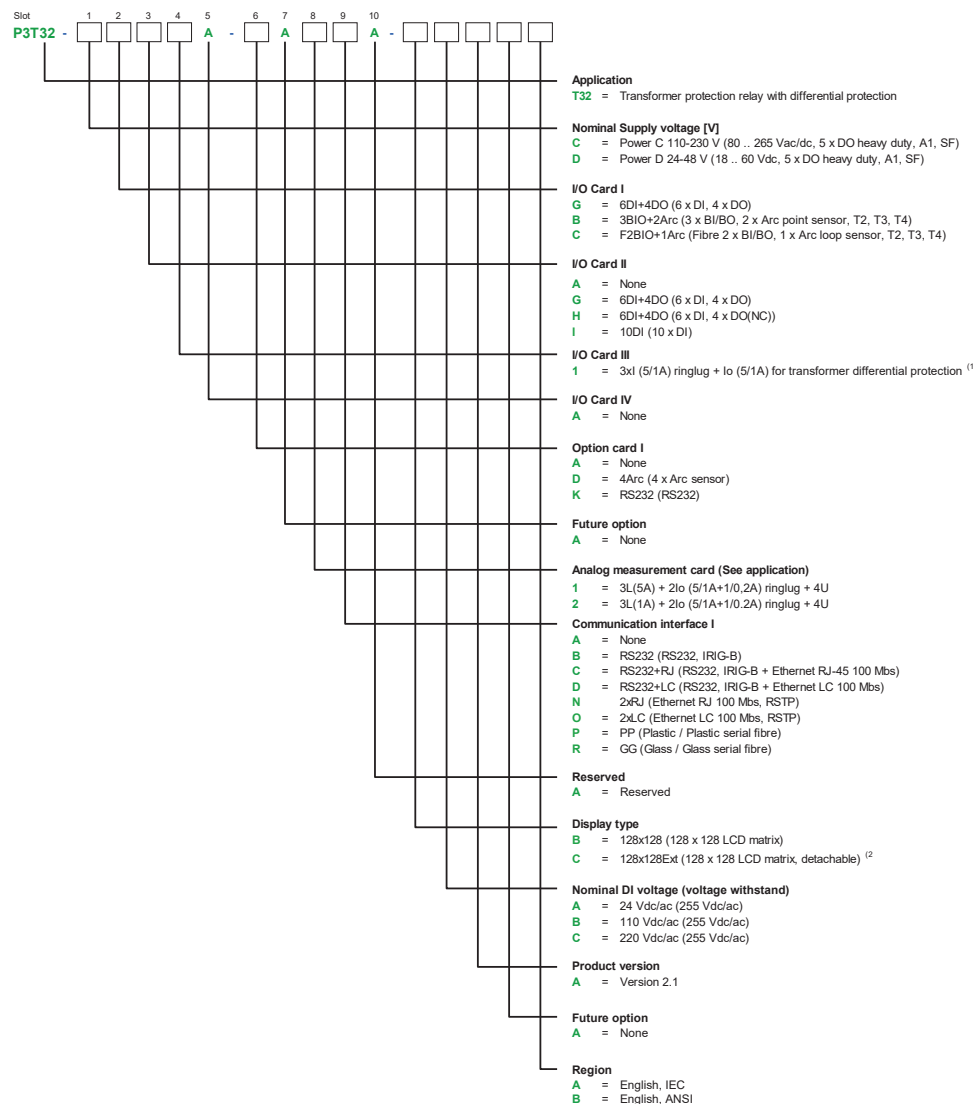 Slot 1 2 3 4 5 6 7 8 9 10
P3T32 - A - A A -
Application
T32 = Transformer protection relay with differential protection
Nominal Supply voltage [V]
C = Power C 110-230 V (80 .. 265 Vac/dc, 5 x DO heavy duty, A1, SF)
D = Power D 24-48 V (18 .. 60 Vdc, 5 x DO heavy duty, A1, SF)
I/O Card I
G = 6DI+4DO (6 x DI, 4 x DO)
B = 3BIO+2Arc (3 x BI/BO, 2 x Arc point sensor, T2, T3, T4)
C = F2BIO+1Arc (Fibre 2 x BI/BO, 1 x Arc loop sensor, T2, T3, T4)
I/O Card II
A = None
G = 6DI+4DO (6 x DI, 4 x DO)
H = 6DI+4DO (6 x DI, 4 x DO(NC))
I = 10DI (10 x DI)
I/O Card III
1 = 3xI (5/1A) ringlug + Io (5/1A) for transformer differential protection (1
I/O Card IV
A = None
Option card I
A = None
D = 4Arc (4 x Arc sensor)
K = RS232 (RS232)
Future option
A = None
Analog measurement card (See application)
1 = 3L(5A) + 2Io (5/1A+1/0,2A) ringlug + 4U
2 = 3L(1A) + 2Io (5/1A+1/0.2A) ringlug + 4U
Communication interface I
A = None
B = RS232 (RS232, IRIG-B)
C = RS232+RJ (RS232, IRIG-B + Ethernet RJ-45 100 Mbs)
D = RS232+LC (RS232, IRIG-B + Ethernet LC 100 Mbs)
N 2xRJ (Ethernet RJ 100 Mbs, RSTP)
O = 2xLC (Ethernet LC 100 Mbs, RSTP)
P = PP (Plastic / Plastic serial fibre)
R = GG (Glass / Glass serial fibre)
Reserved
A = Reserved
Display type
B = 128x128 (128 x 128 LCD matrix)
C = 128x128Ext (128 x 128 LCD matrix, detachable) (2
Nominal DI voltage (voltage withstand)
A = 24 Vdc/ac (255 Vdc/ac)
B = 110 Vdc/ac (255 Vdc/ac)
C = 220 Vdc/ac (255 Vdc/ac)
Product version
A = Version 2.1
Future option
A = None
Region
A = English, IEC
B = English, ANSI